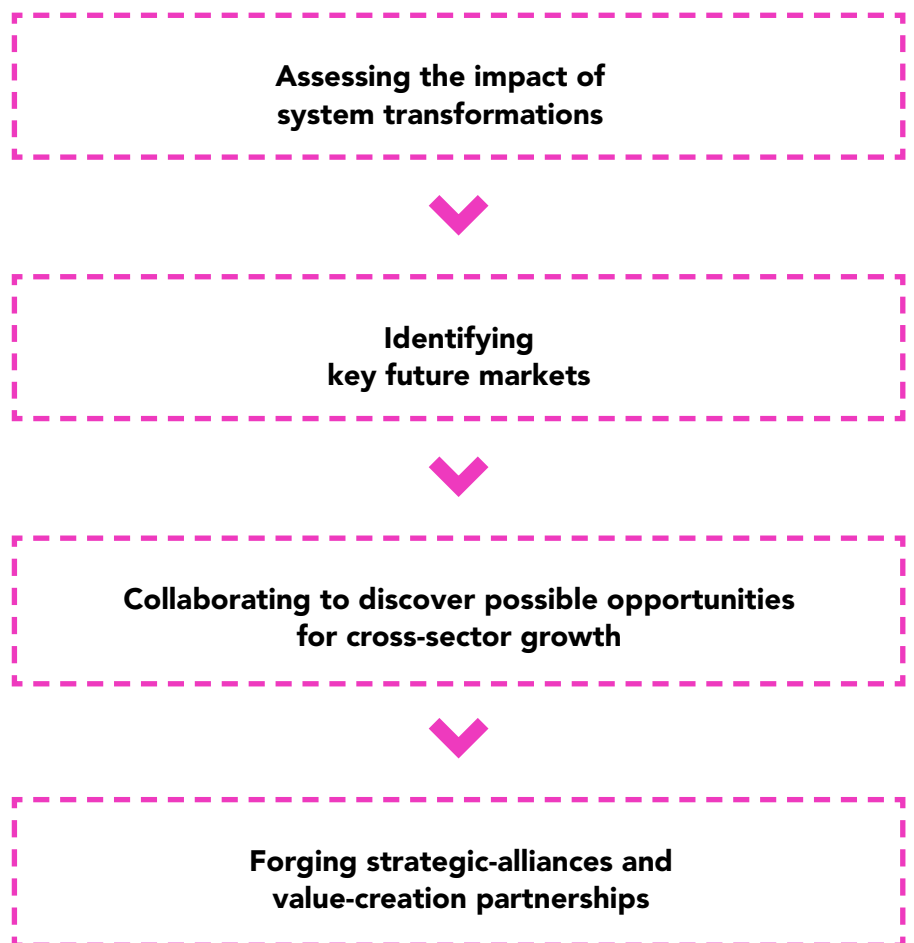 Assessing the impact of
system transformations
Identifying
key future markets
Collaborating to discover possible opportunities
for cross-sector growth
Forging strategic-alliances and
value-creation partnerships